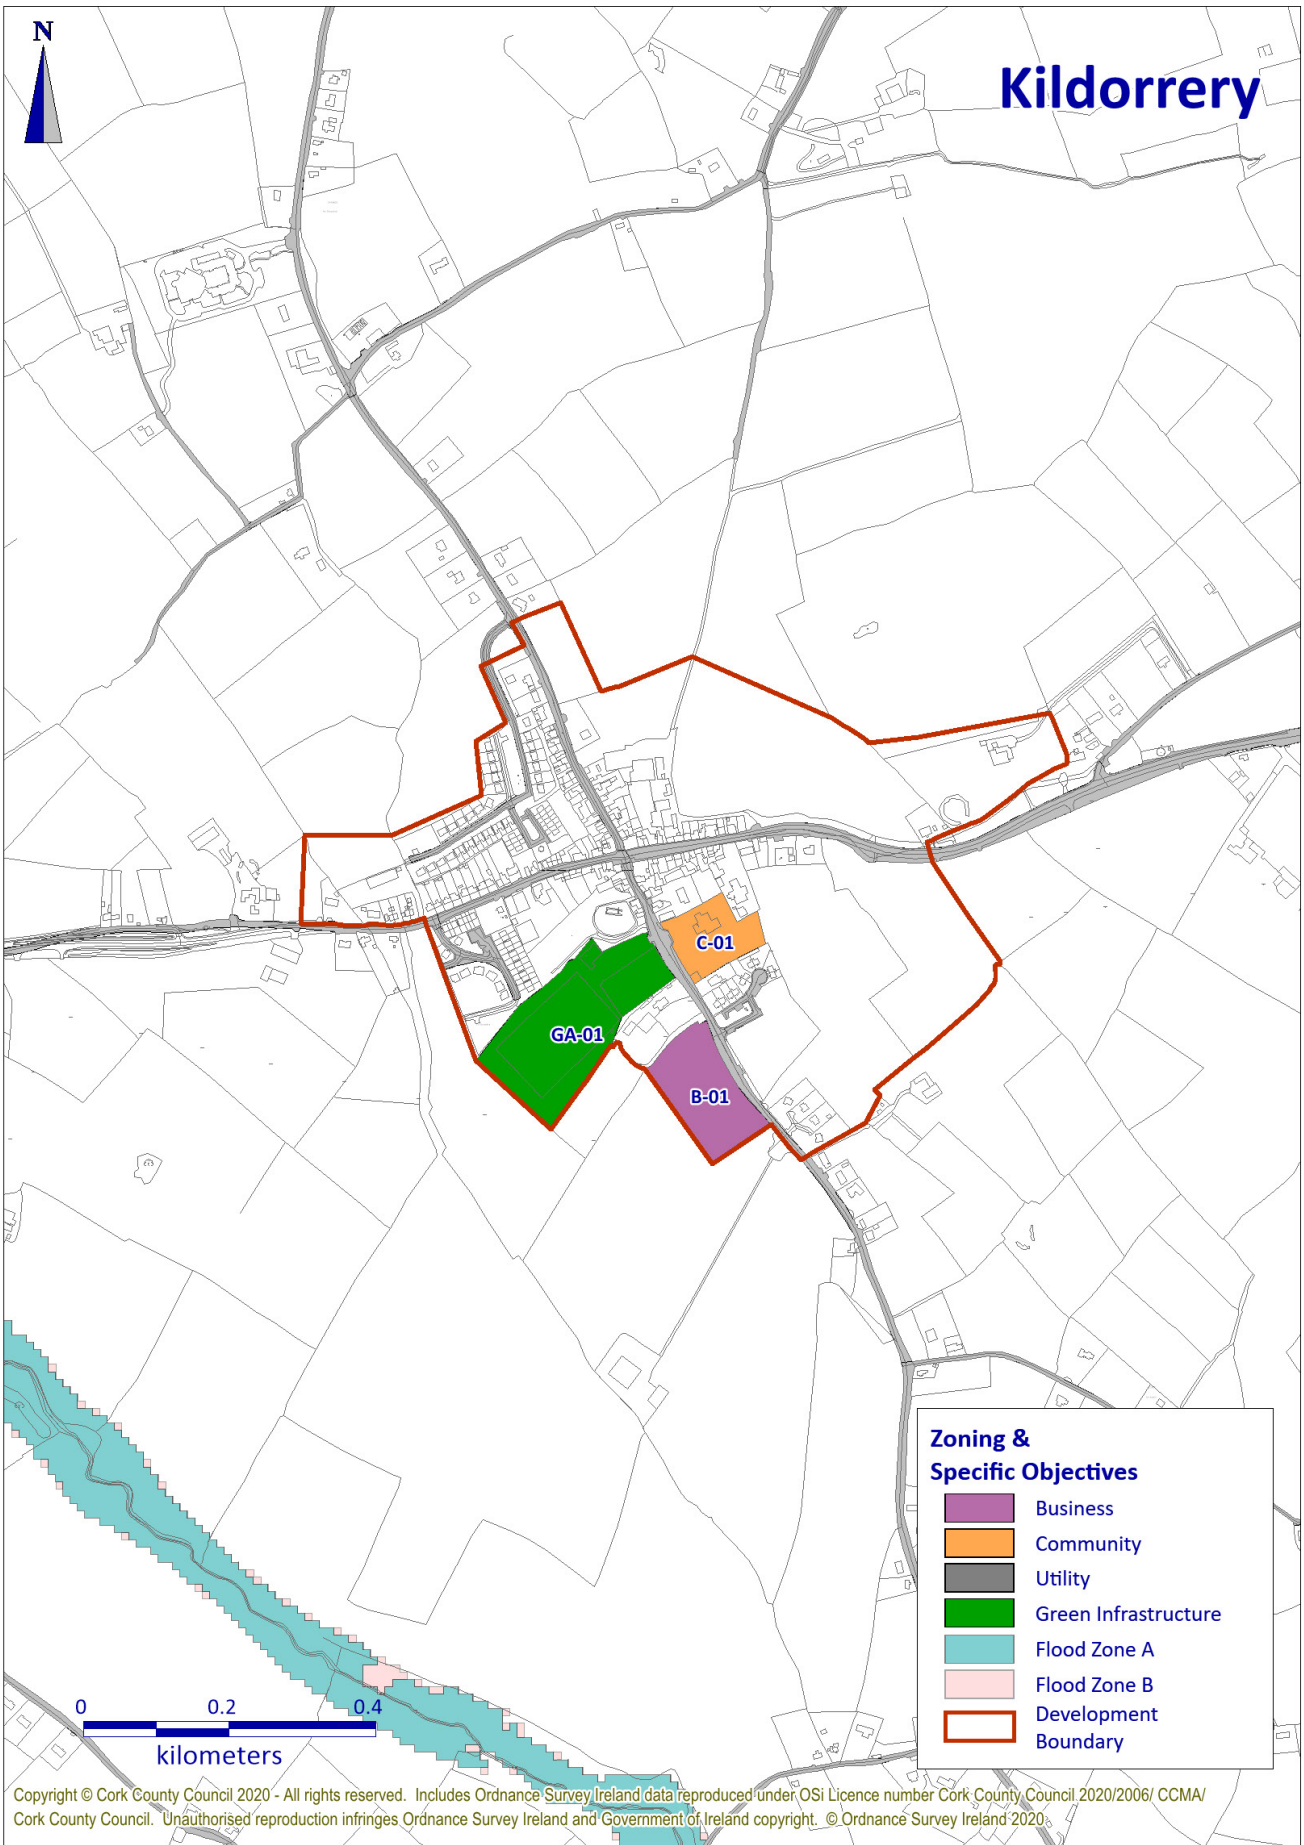 N
Kildorrery
C-01
GA-01
B-01
Zoning &
Specific Objectives
Business
Community
Utility
Green Infrastructure
Flood Zone A
Flood Zone B
Development
Boundary
0 0.2 0.4
kilometers
Copyright © Cork County Council 2020 - All rights reserved. Includes Ordnance Survey Ireland data reproduced under OSi Licence number Cork County Council 2020/2006/ CCMA/
Cork County Council. Unauthorised reproduction infringes Ordnance Survey Ireland and Government of Ireland copyright. © Ordnance Survey Ireland 2020